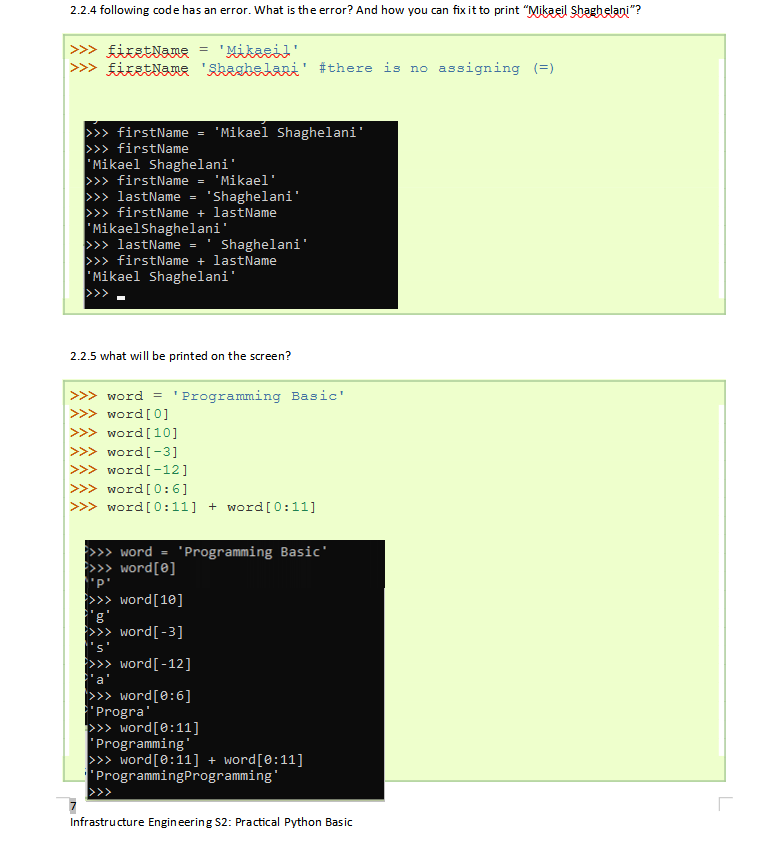 2.2.4 following code has an error. What is the error? And how you can fix it to print “Mikaeil Shaghelani”?
>>> firstName = 'Mikaeil'
>>> firstName 'Shaghelani' #there is no assigning (=)
>>> firstName = 'Mikael Shaghelani'
>>> firstName
'Mikael Shaghelani'
>>> firstName = 'Mikael'
>>> lastName = 'Shaghelani'
>>> firstName + lastName
'MikaelShaghelani'
>>> lastName = ' Shaghelani'
>>> firstName + lastName
'Mikael Shaghelani'
>>>
2.2.5 what will be printed on the screen?
>>> word = 'Programming Basic'
>>> word[0]
>>> word[10]
>>> word[-3]
>>> word[-12]
>>> word[0:6]
>>> word[0:11] + word[0:11]
>>> word = 'Programming Basic'
>>> word[0]
'P'
>>> word[10]
'g'
>>> word[-3]
's'
>>> word[-12]
'a'
>>> word[0:6]
'Progra'
>>> word[0:11]
'Programming'
>>> word[0:11] + word[0:11]
'ProgrammingProgramming'
>>>
7
Infrastructure Engineering S2: Practical Python Basic